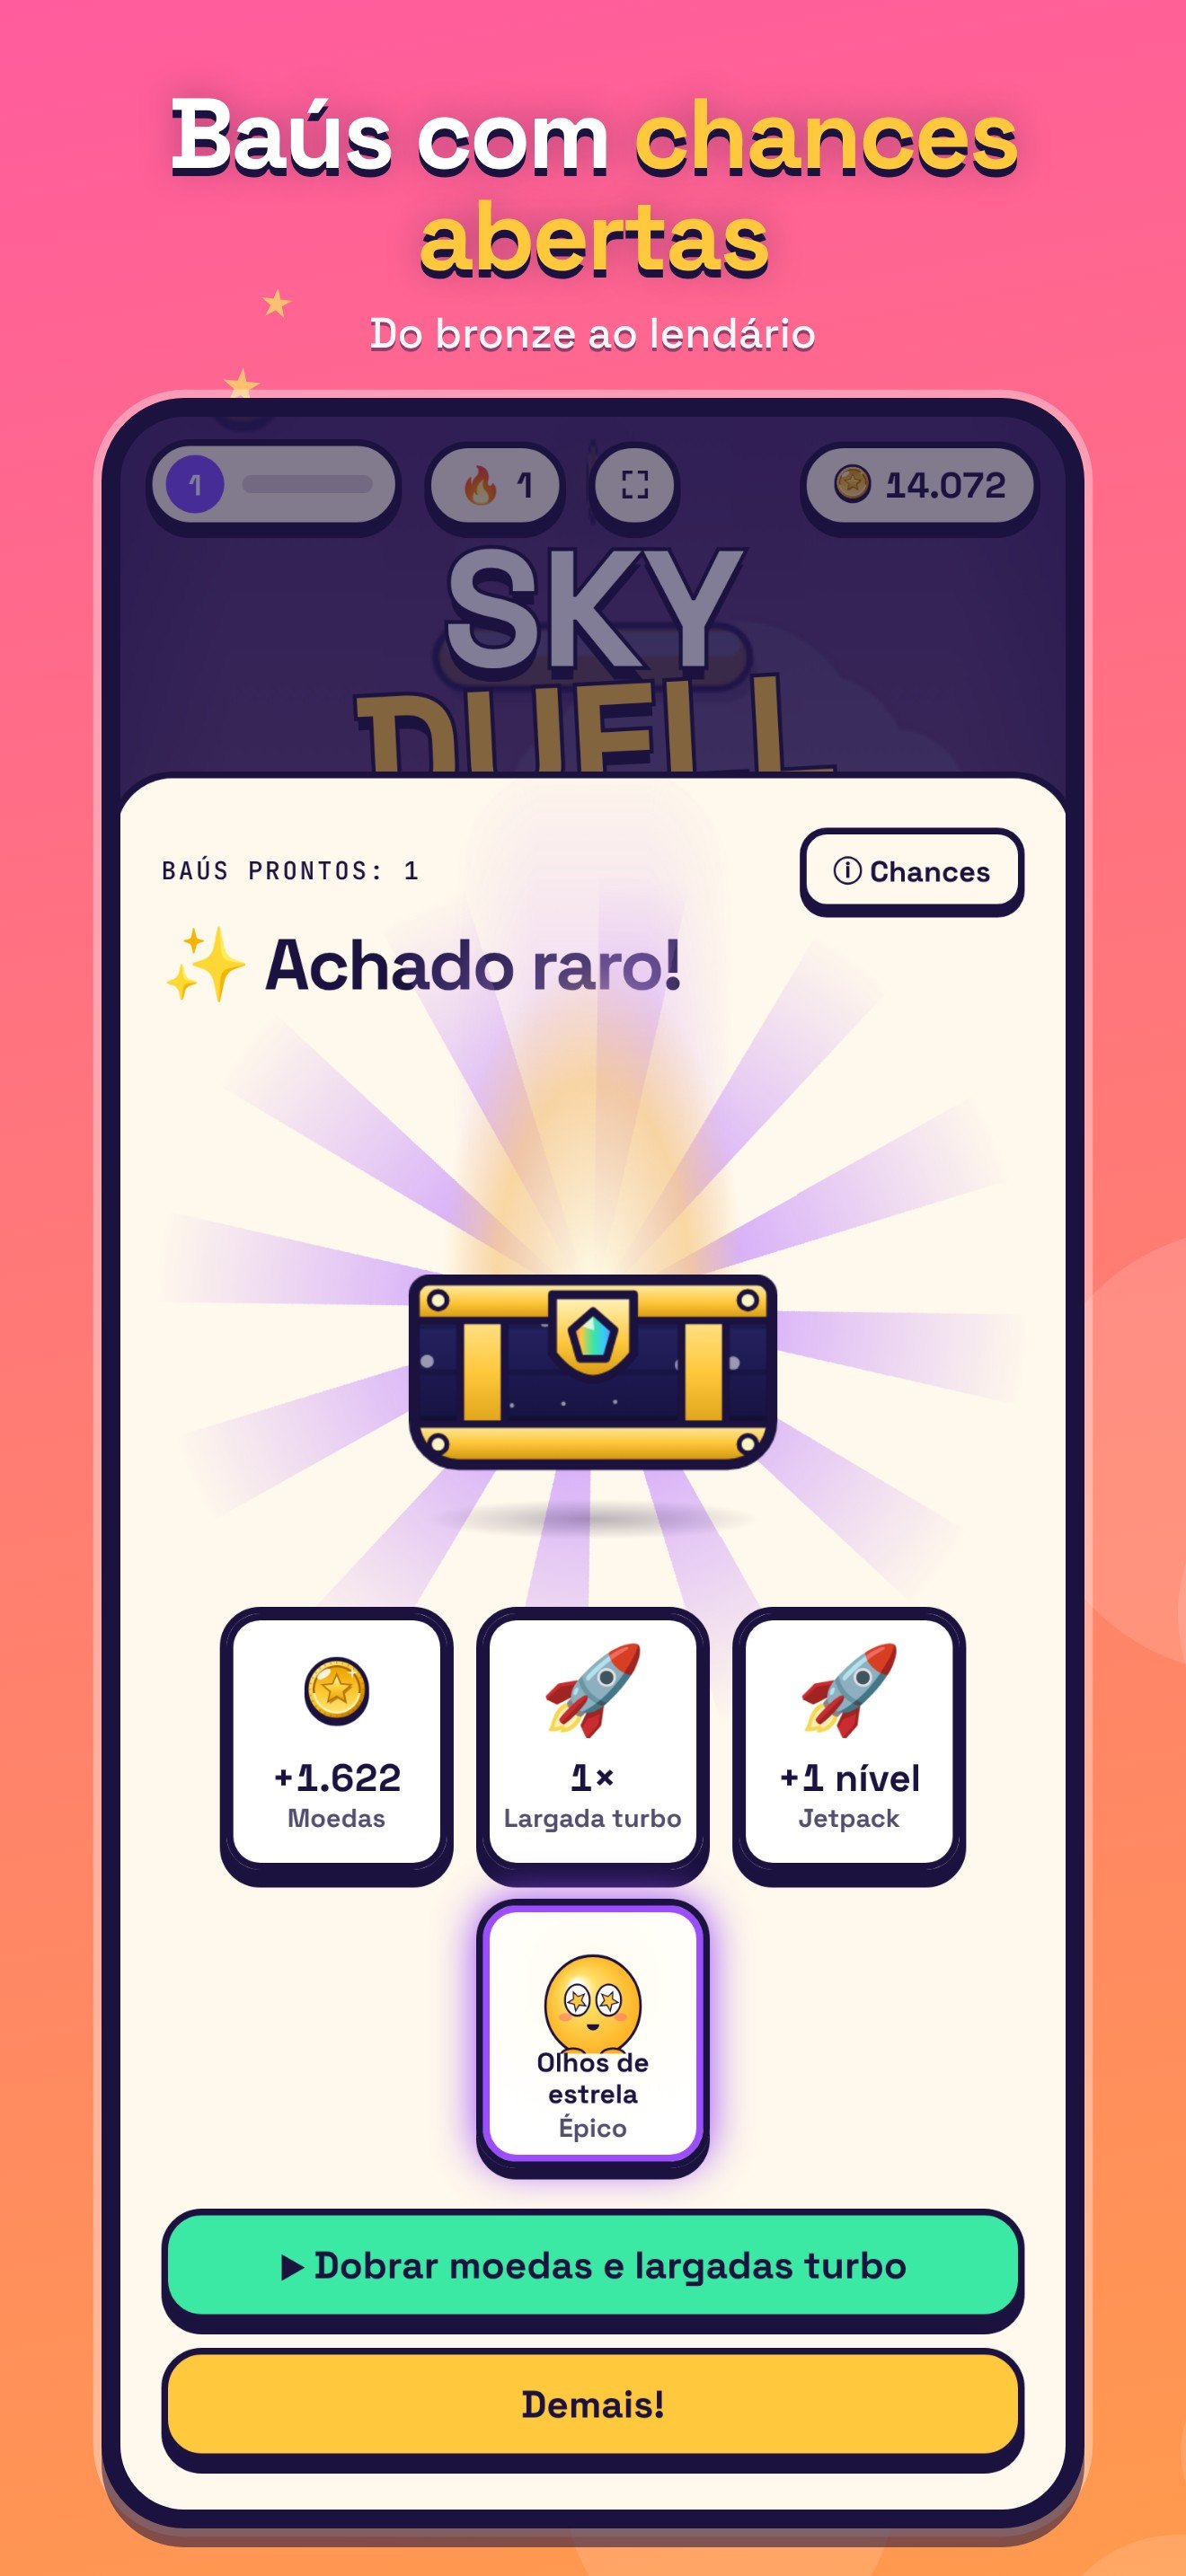 Baús com chances
abertas
Do bronze ao lendário
1
1
14.072
SKY
DUELL
BAÚS PRONTOS: 1
ⓘ Chances
✨ Achado raro!
+1.622
Moedas
1×
Largada turbo
+1 nível
Jetpack
Olhos de
estrela
Épico
▶ Dobrar moedas e largadas turbo
Demais!